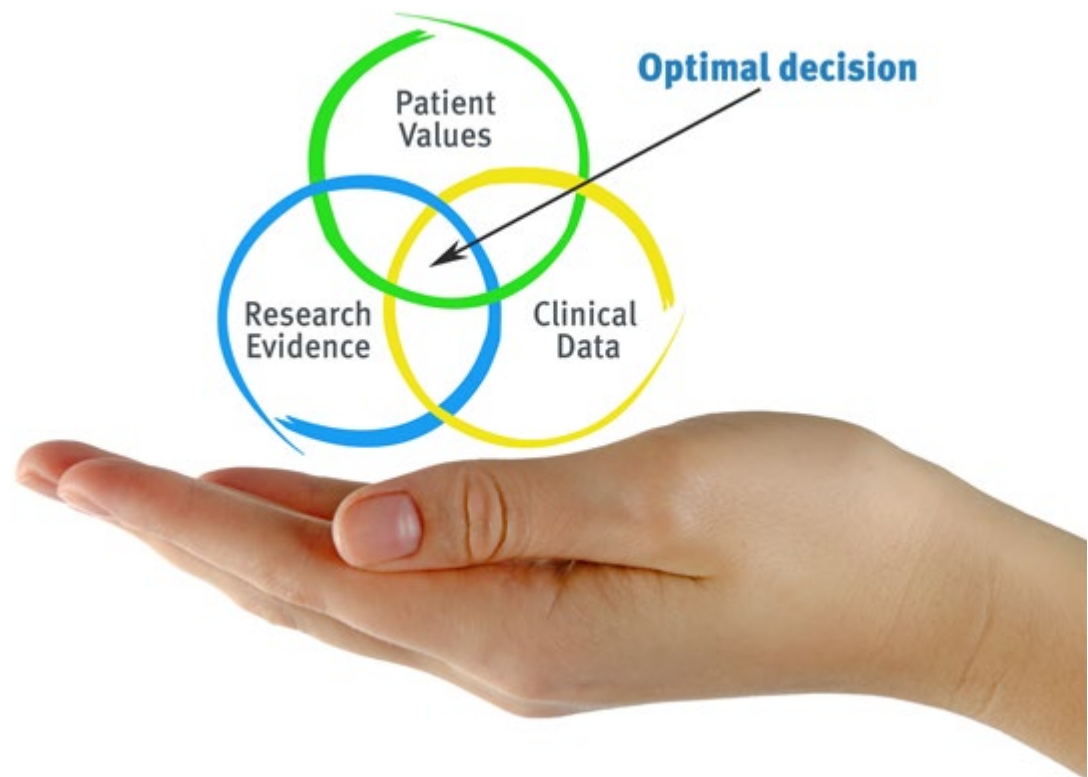 Optimal decision
Patient
Values
Research
Evidence
Clinical
Data